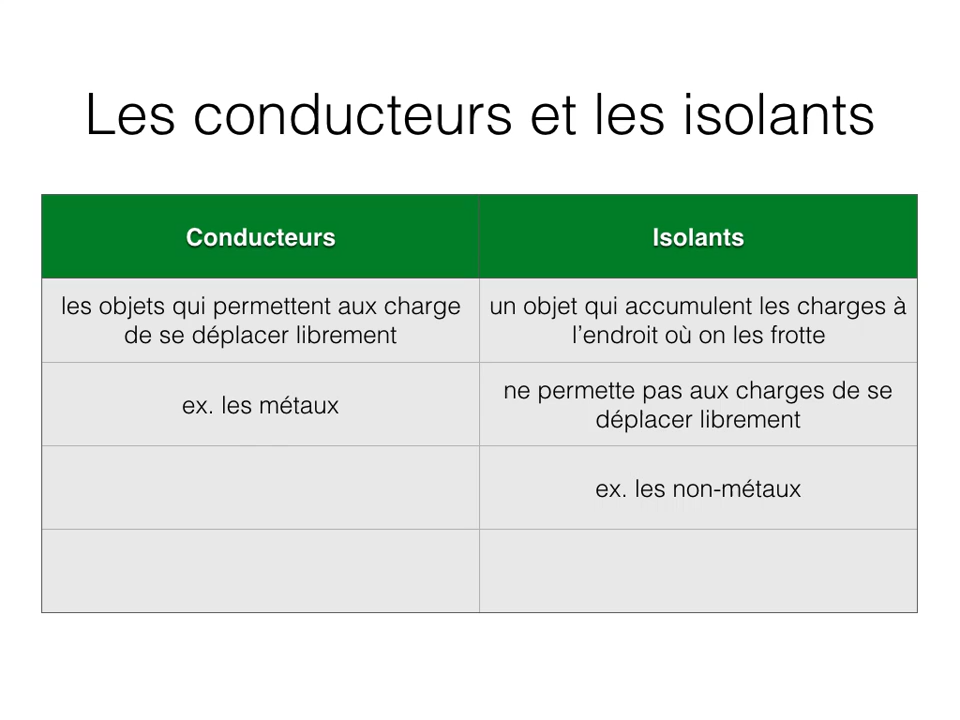 Les conducteurs et les isolants
Conducteurs
Isolants
les objets qui permettent aux charge
de se déplacer librement
un objet qui accumulent les charges à
l’endroit où on les frotte
ex. les métaux
ne permette pas aux charges de se
déplacer librement
ex. les non-métaux